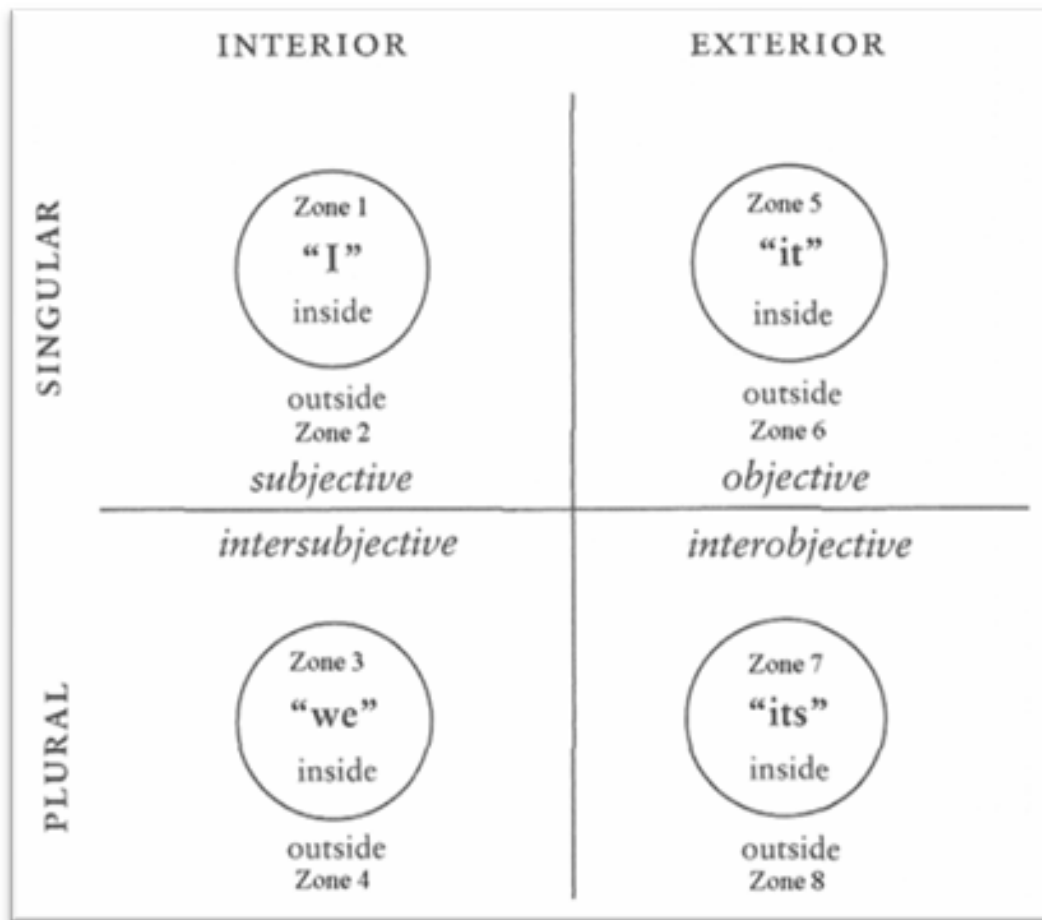 INTERIOR
EXTERIOR
SINGULAR
Zone 1
“I”
inside
outside
Zone 2
subjective
Zone 5
“it”
inside
outside
Zone 6
objective
PLURAL
intersubjective
Zone 3
“we”
inside
outside
Zone 4
interobjective
Zone 7
“its”
inside
outside
Zone 8